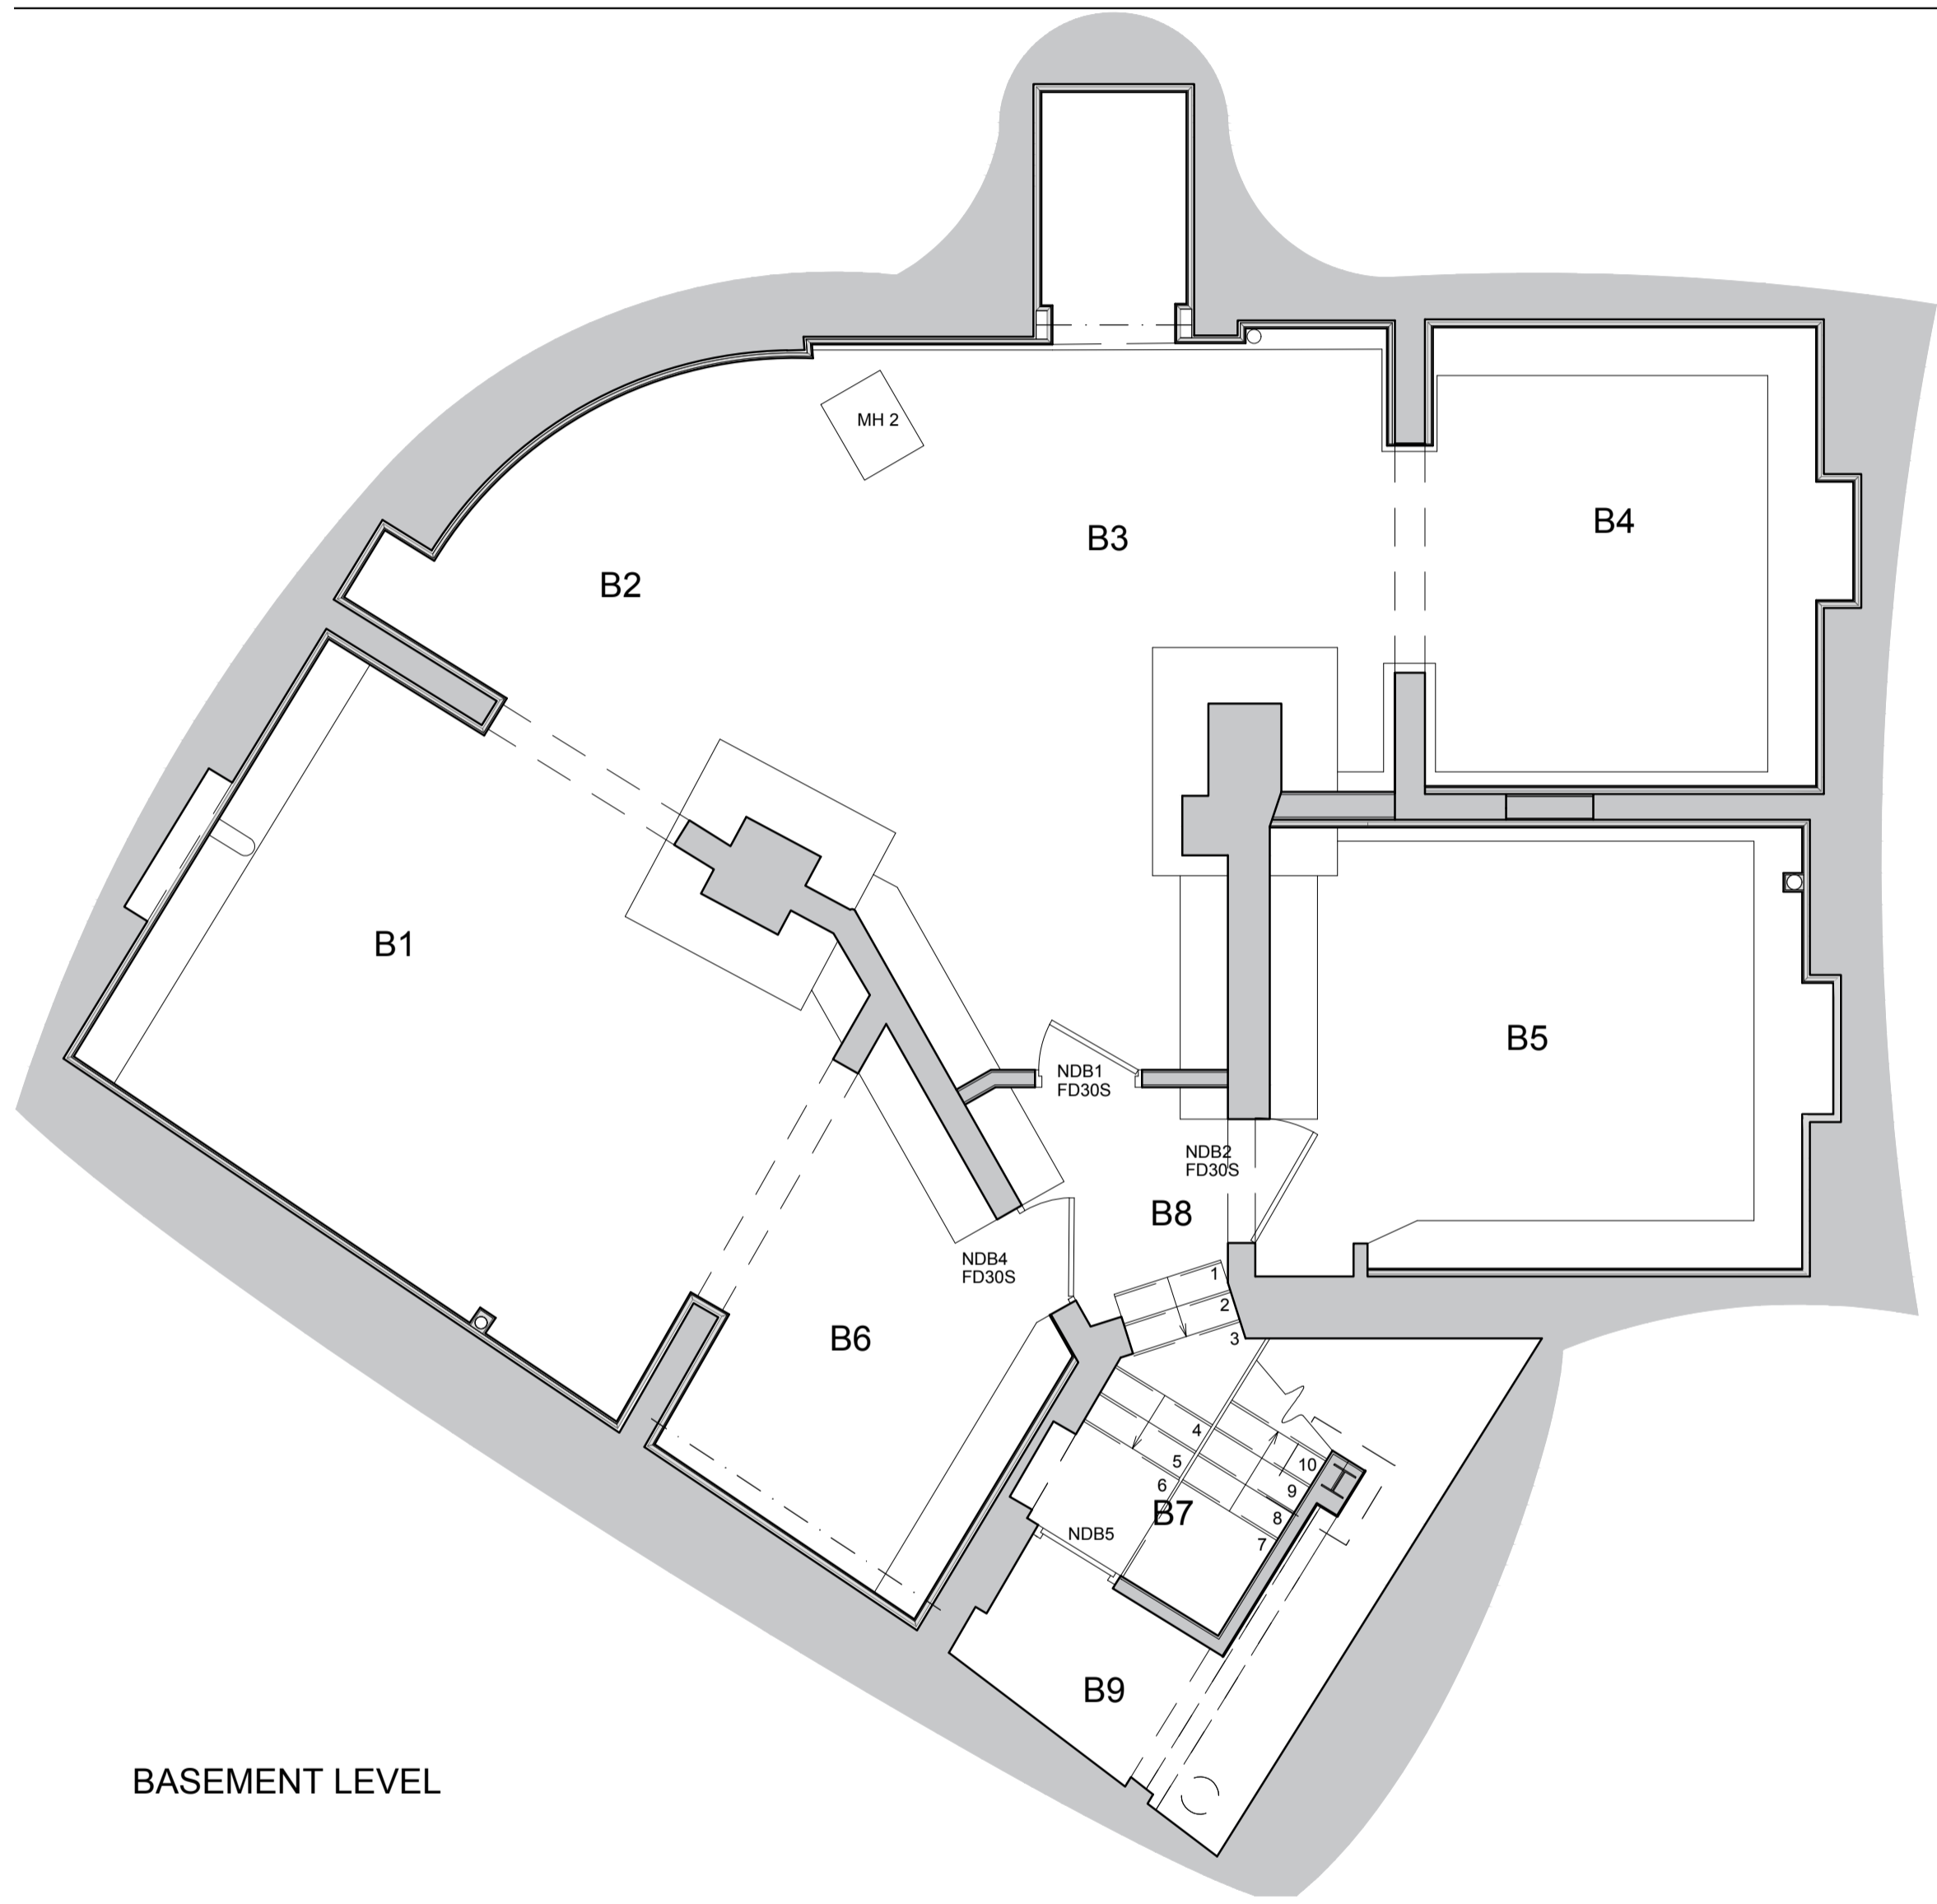 MH 2
B4
B3
B2
B1
B5
NDB1
FD30S
NDB2
FD30S
B8
NDB4
FD30S
1
2
3
B6
4
5
6
10
9
8
7
B7
NDB5
B9
BASEMENT LEVEL